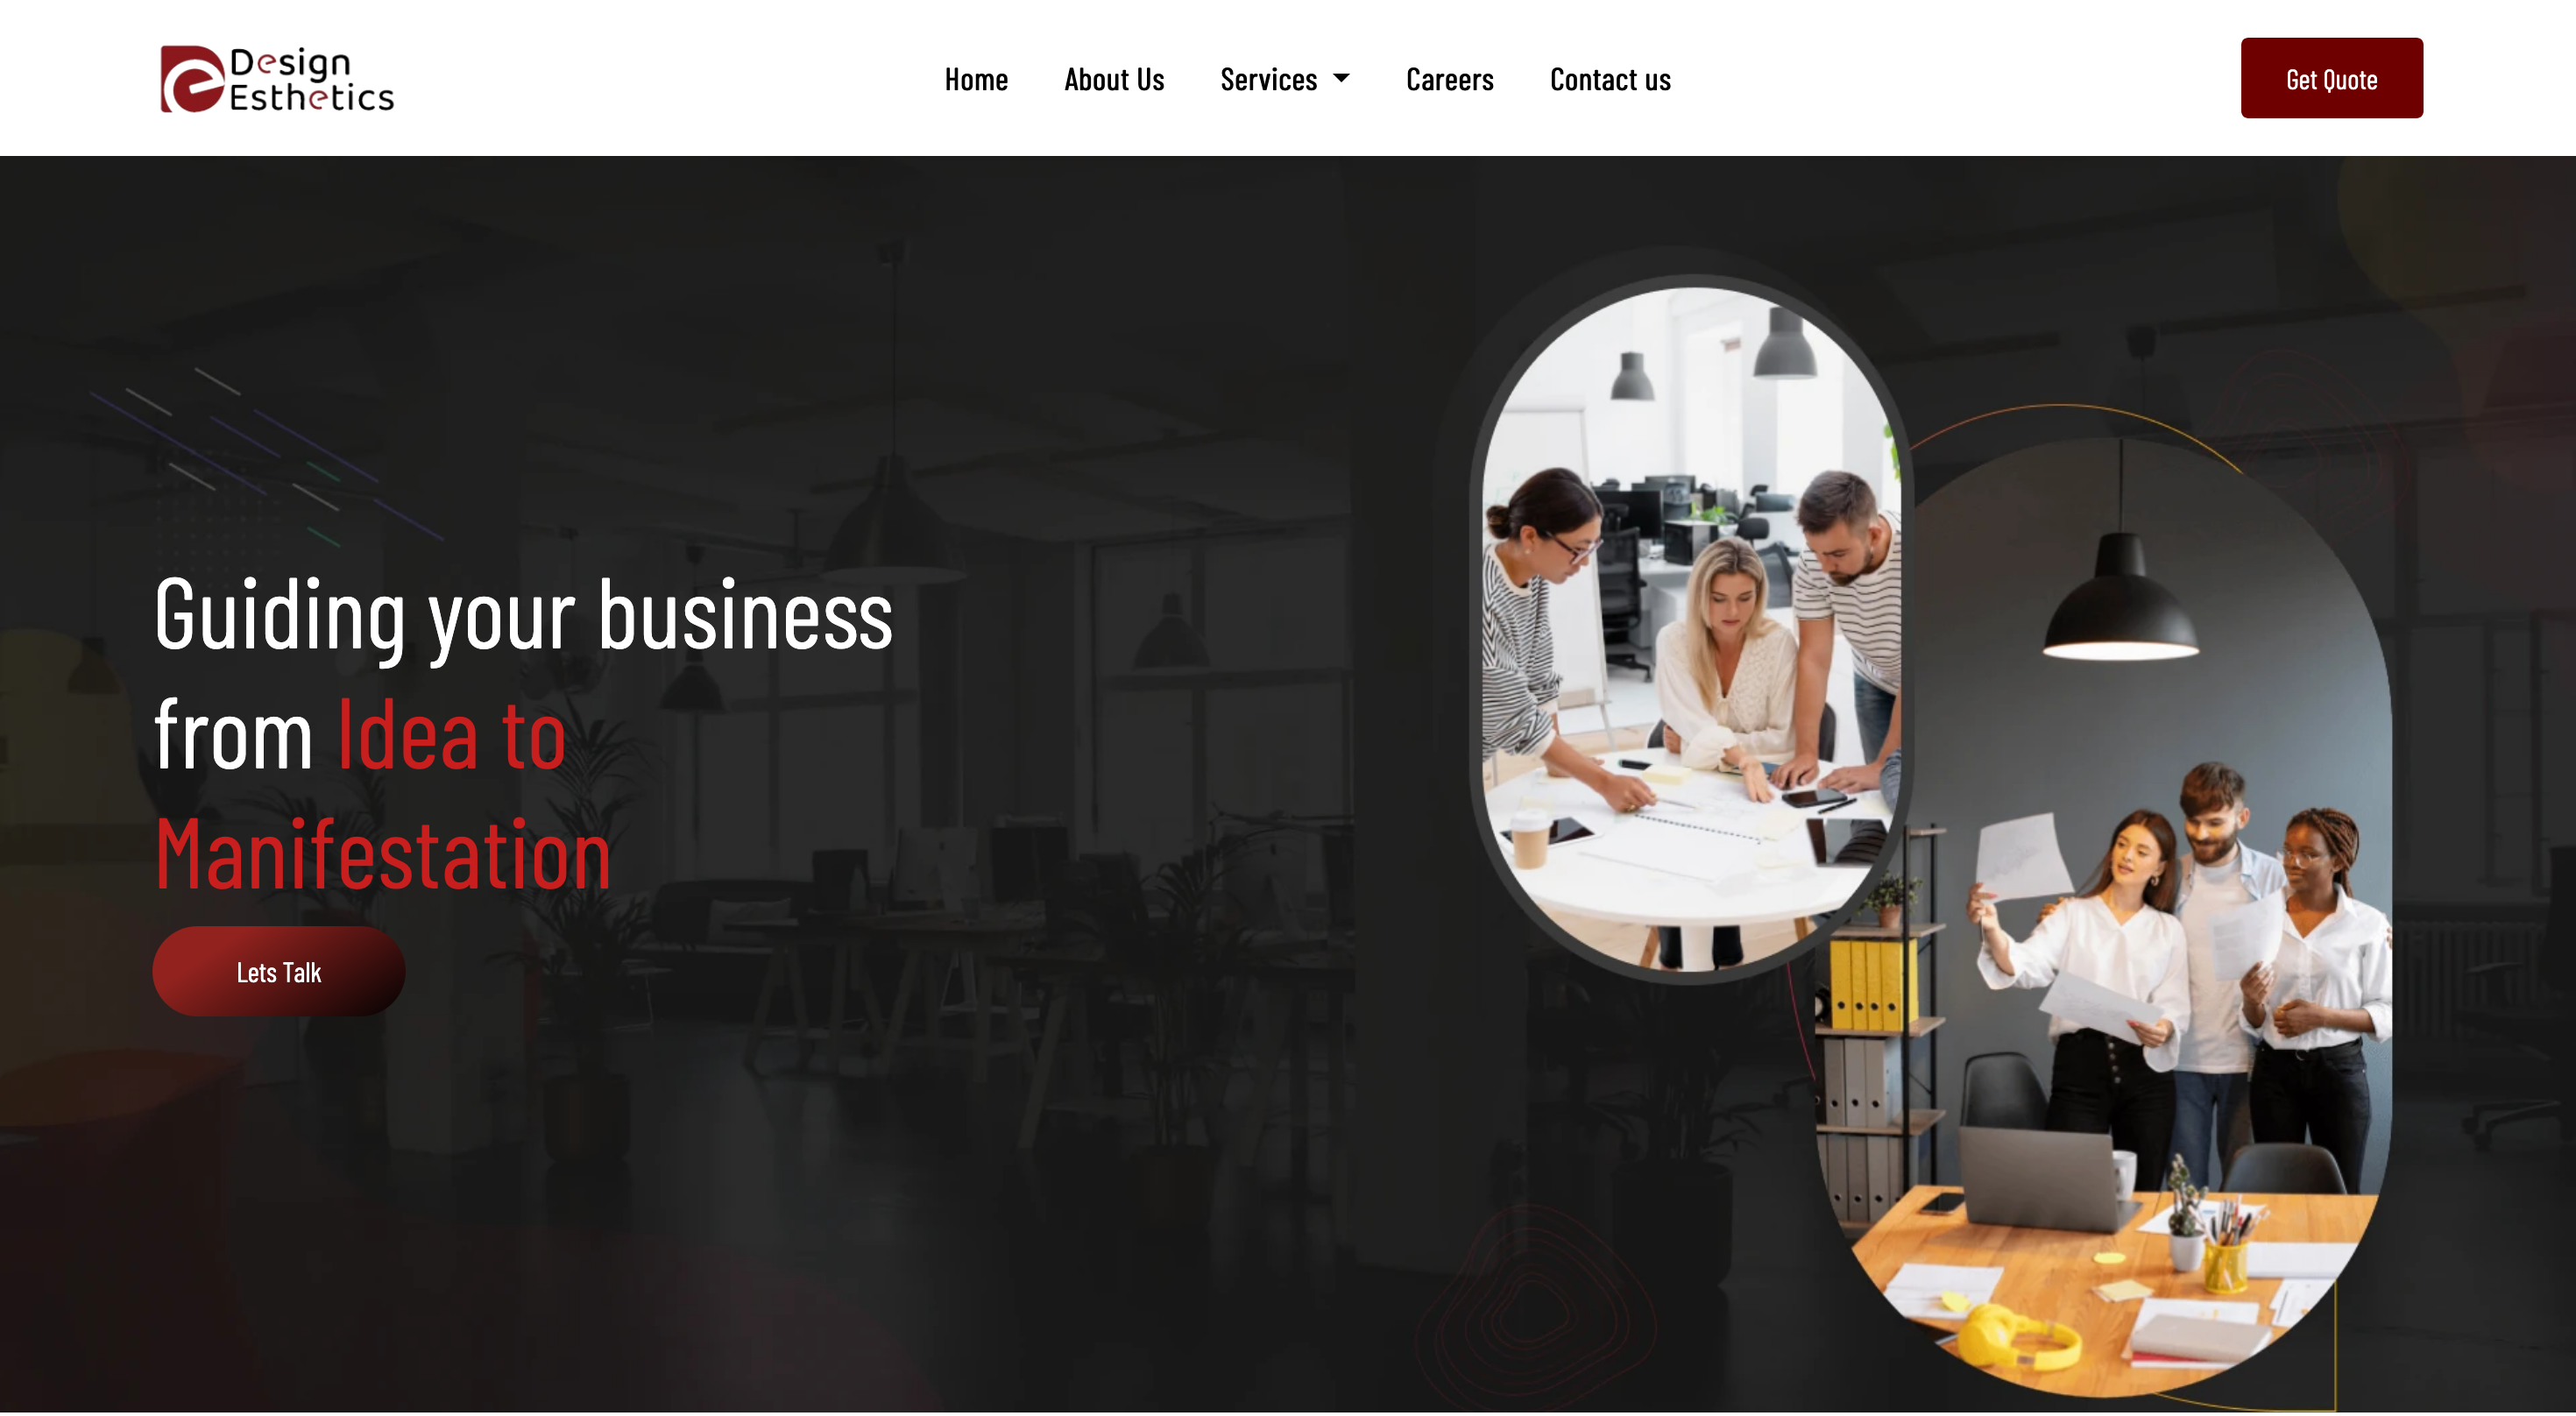 Design
Esthetics
Home
About Us
Services
Careers
Contact us
Get Quote
Guiding your business
from Idea to
Manifestation
Lets Talk